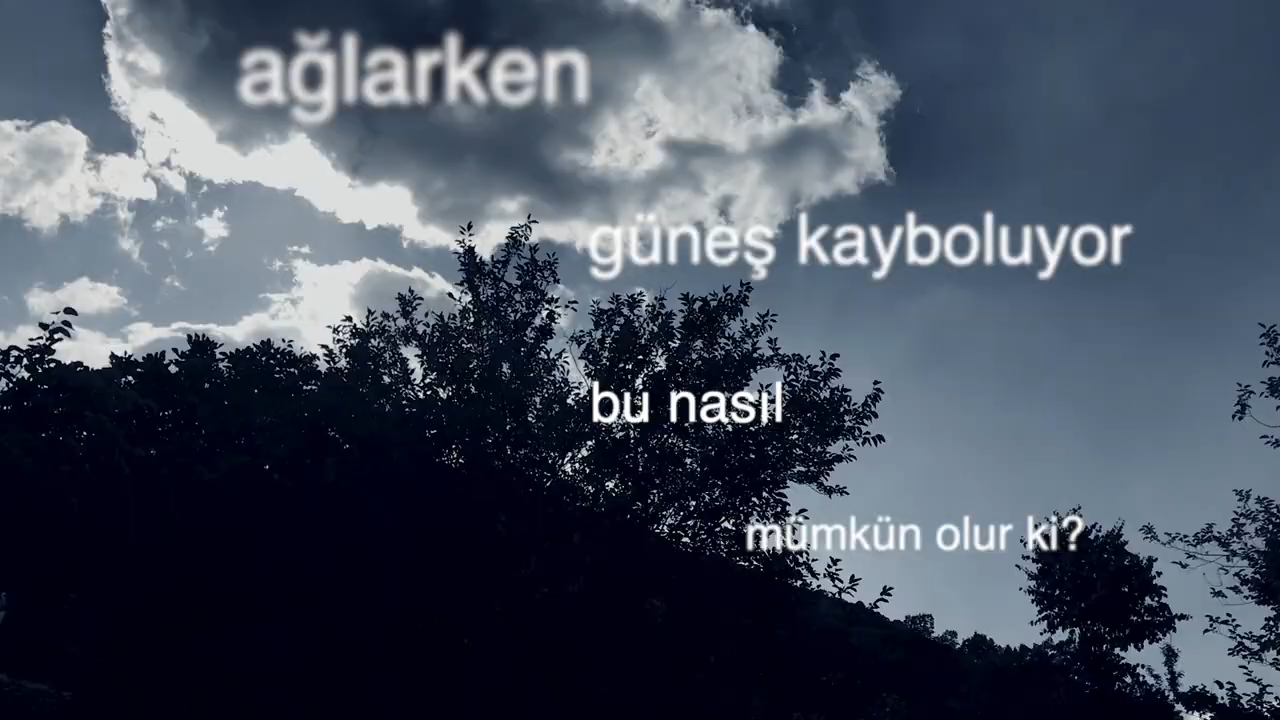 ağlarken
güneş kayboluyor
bu nasıl
mümkün olur ki?